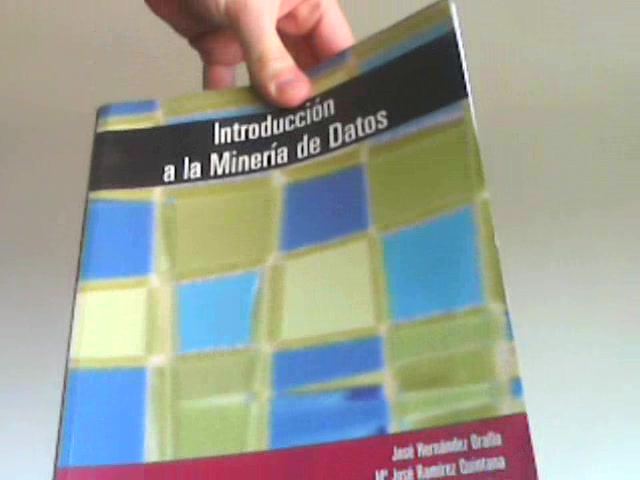 Introducción
a la Minería de Datos
José Hernández Orallo
Mª José Ramírez Quintana